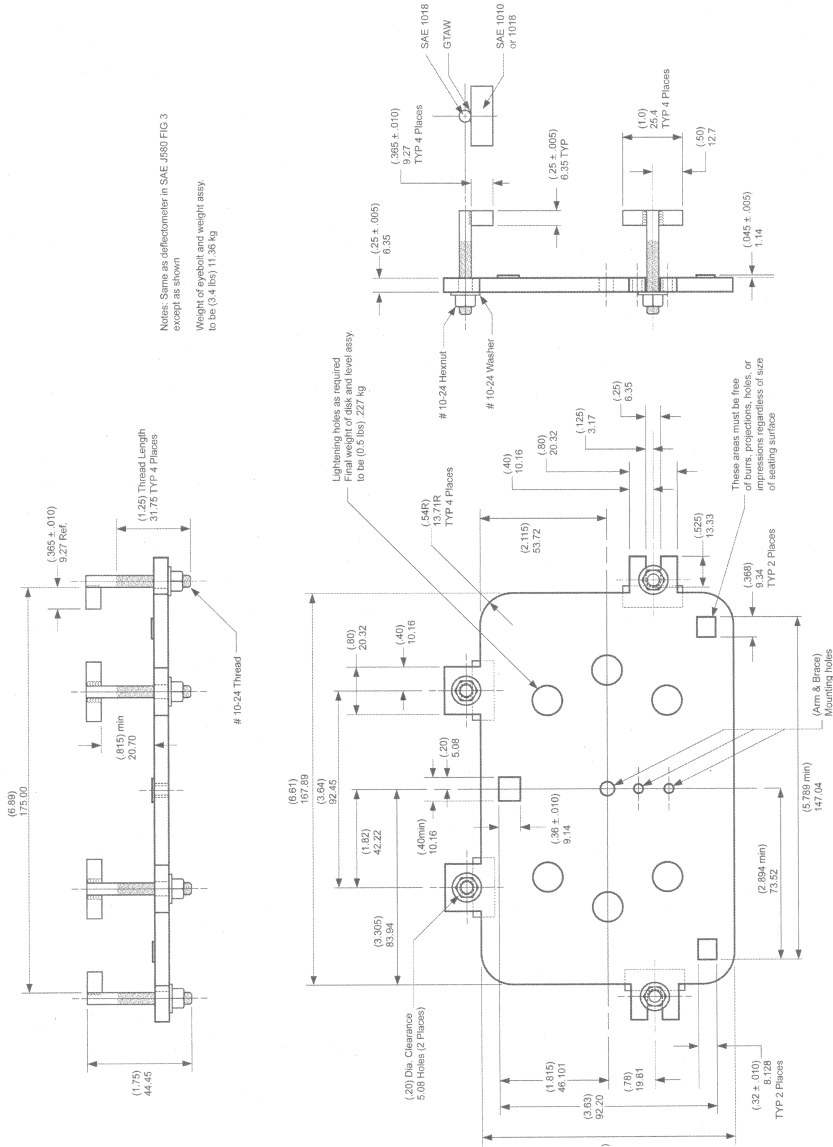 Notes: Same as deflectometer in SAE J580 FIG 3
except as shown
Weight of eyebolt and weight assy.
to be (3.4 lbs) 11.36 kg
(6.89)
175.00
(.365 ± .010)
9.27 Ref.
(1.25) Thread Length
31.75 TYP 4 Places
(.815) min
20.70
(1.75)
44.45
# 10-24 Thread
SAE 1018
GTAW
SAE 1010
or 1018
(.365 ± .010)
9.27
TYP 4 Places
(.25 ± .005)
6.35
(.25 ± .005)
6.35 TYP
# 10-24 Hexnut
# 10-24 Washer
(1.0)
25.4
TYP 4 Places
(.50)
12.7
(.045 ± .005)
1.14
Lightening holes as required
Final weight of disk and level assy.
to be (0.5 lbs) .227 kg
(6.61)
167.89
(3.64)
92.45
(.80)
20.32
(.40)
10.16
(.54R)
13.71R
TYP 4 Places
(1.82)
42.22
(.20)
5.08
(.40min)
10.16
(3.305)
83.94
(.36 ± .010)
9.14
(2.115)
53.72
(.40)
10.16
(.80)
20.32
(.125)
3.17
(.25)
6.35
(.525)
13.33
(.368)
9.34
TYP 2 Places
These areas must be free
of burrs, projections, holes, or
impressions regardless of size
of seating surface
(.20) Dia. Clearance
5.08 Holes (2 Places)
(1.815)
46.101
(3.63)
92.20
(.78)
19.81
(.32 ± .010)
8.128
TYP 2 Places
(2.894 min)
73.52
(5.789 min)
147.04
(Arm & Brace)
Mounting holes